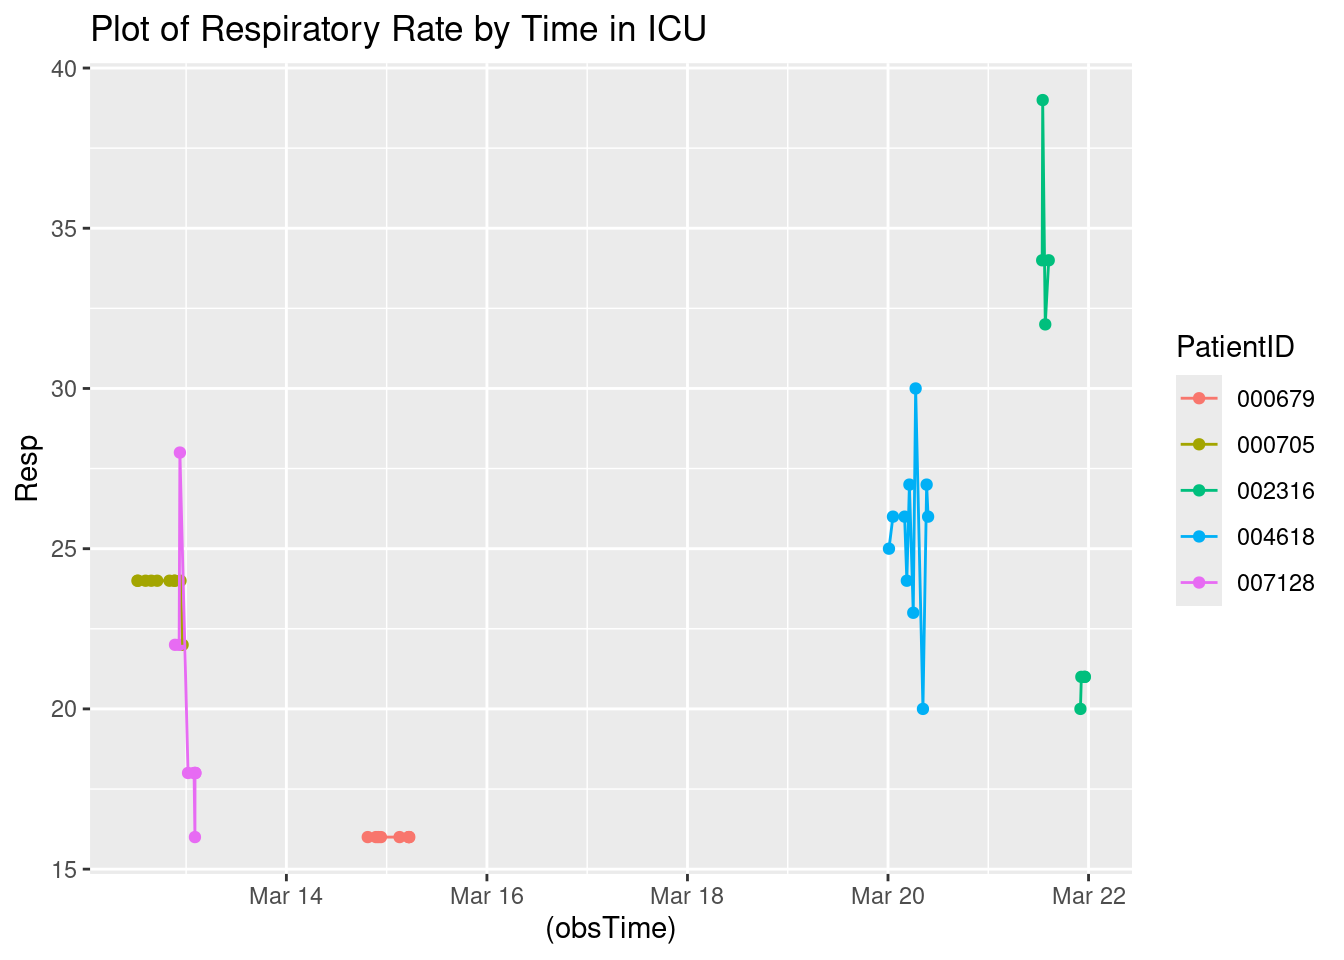 Plot of Respiratory Rate by Time in ICU
40
35
30
25
20
15
Resp
Mar 14
Mar 16
Mar 18
Mar 20
Mar 22
(obsTime)
PatientID
000679
000705
002316
004618
007128